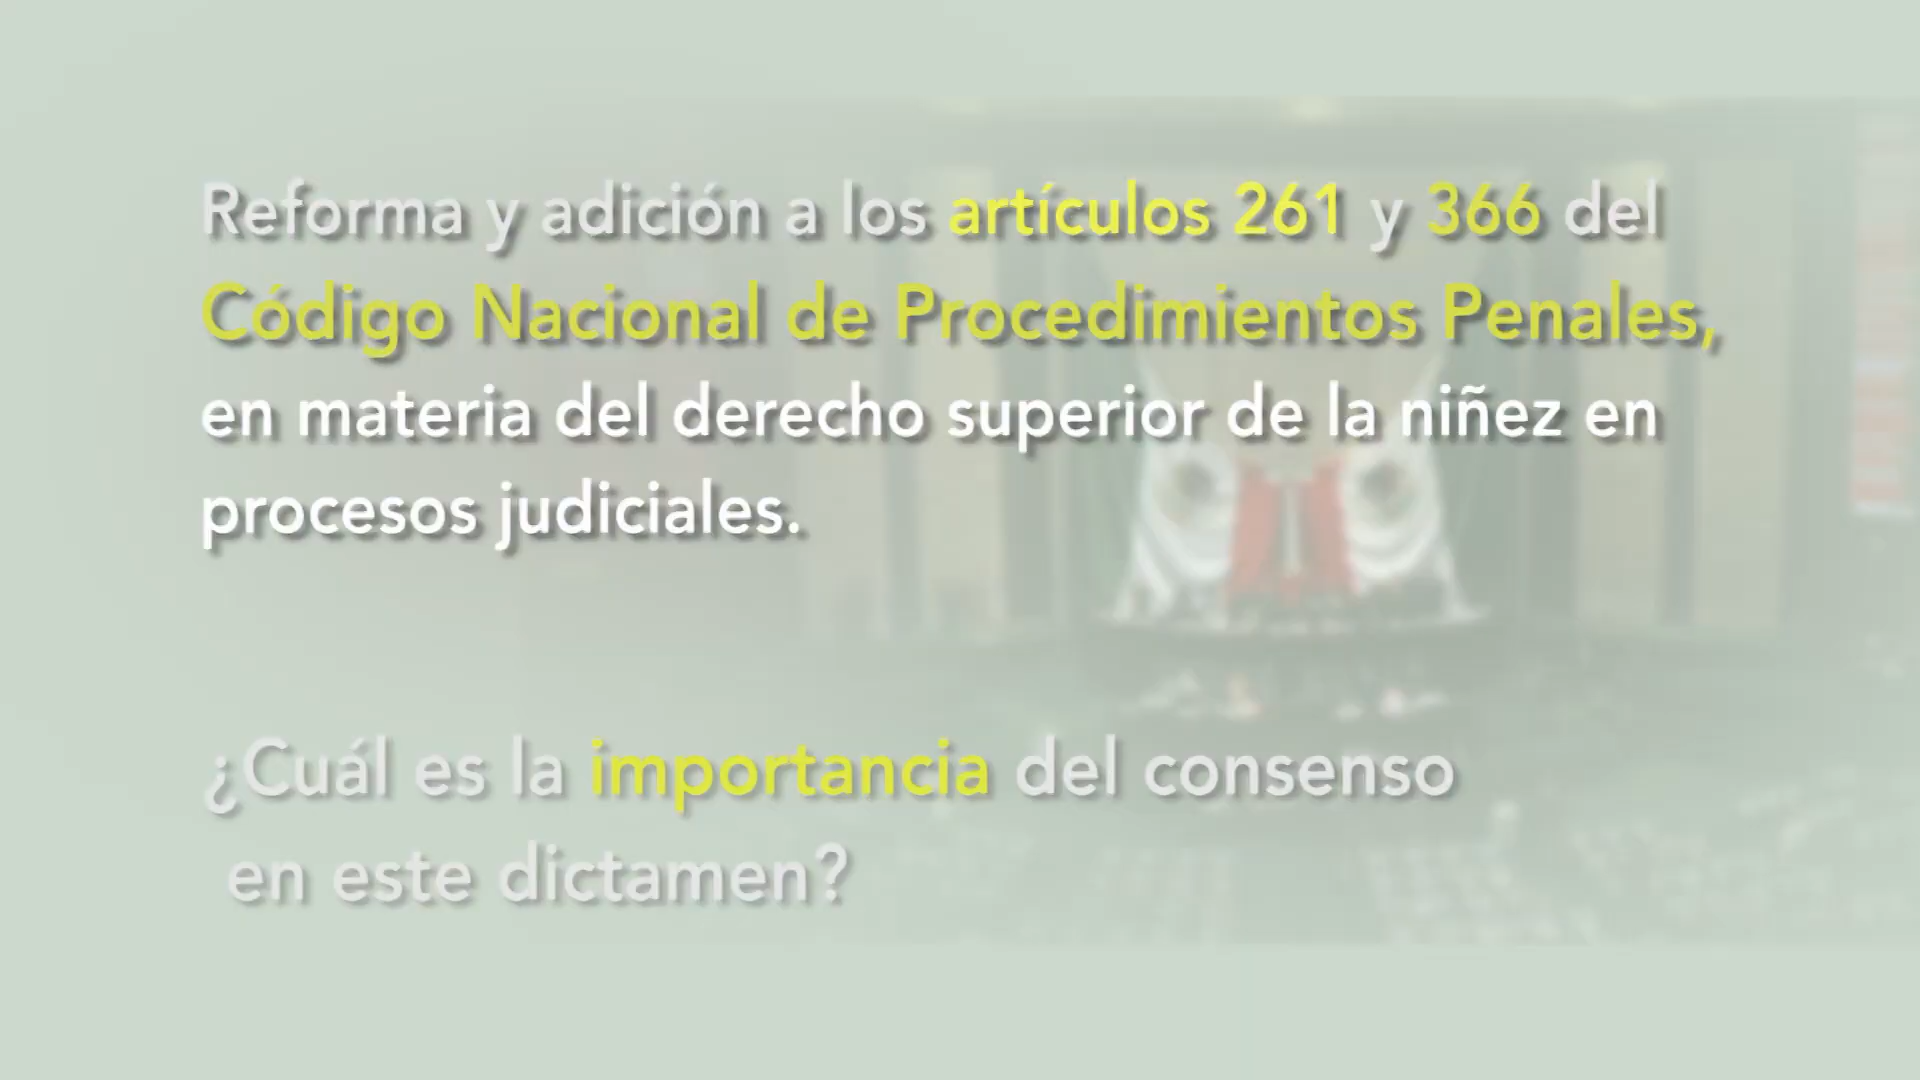 Reforma y adición a los artículos 261 y 366 del
Código Nacional de Procedimientos Penales,
en materia del derecho superior de la niñez en
procesos judiciales.
¿Cuál es la importancia del consenso
en este dictamen?